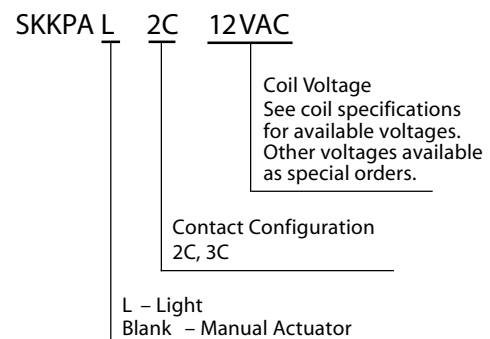 SKKPA L 2C 12VAC
Coil Voltage
See coil specifications
for available voltages.
Other voltages available
as special orders.
Contact Configuration
2C, 3C
L – Light
Blank – Manual Actuator